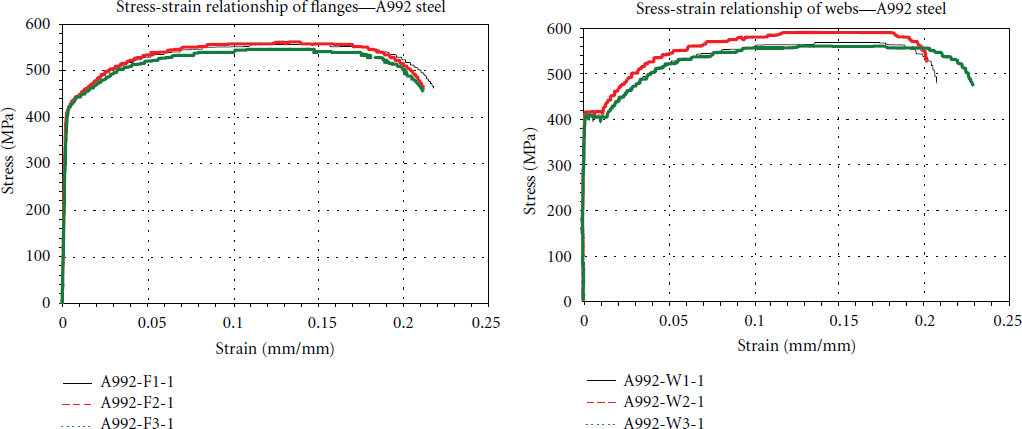 Stress-strain relationship of flanges—A992 steel
600
500
400
300
200
100
0
Stress (MPa)
0
0.05
0.1
0.15
0.2
0.25
Strain (mm/mm)
A992-F1-1
A992-F2-1
A992-F3-1
Sress-strain relationship of webs—A992 steel
600
500
400
300
200
100
0
Stress (MPa)
0
0.05
0.1
0.15
0.2
0.25
Strain (mm/mm)
A992-W1-1
A992-W2-1
A992-W3-1